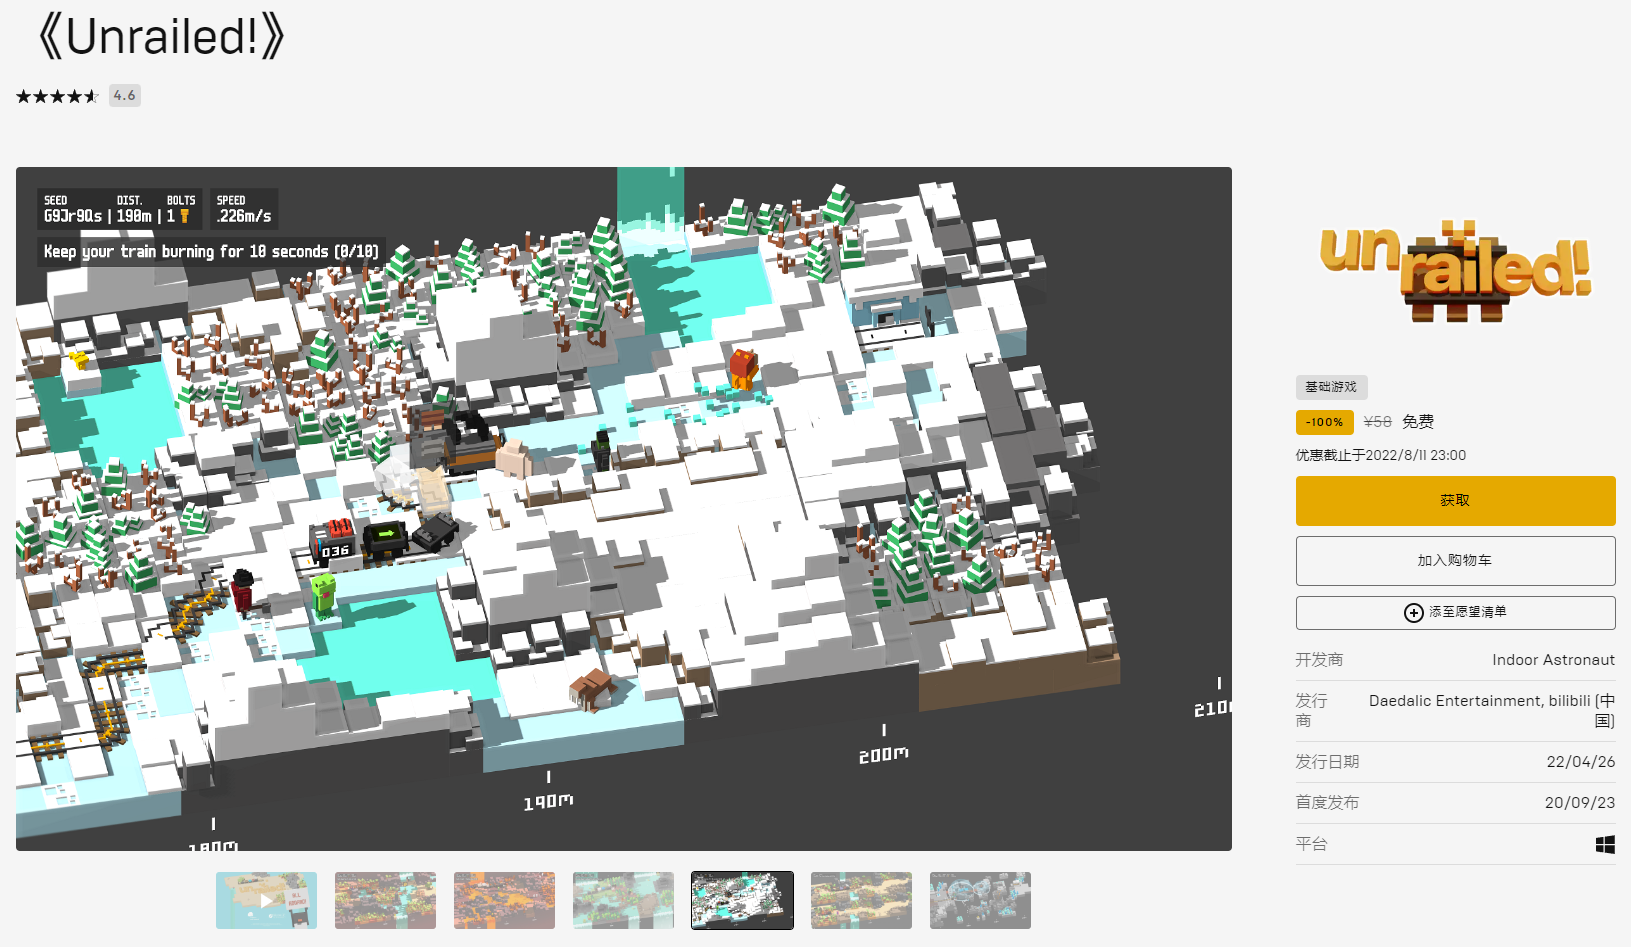 《Unrailed!》
4.6
SEED DIST. BOLTS SPEED
G9Jr9Qs | 190m | 1 .226m/s
Keep your train burning for 10 seconds (0/10)
036
180m
190m
200m
210m
unrailed!
基础游戏
-100% ¥58 免费
优惠截止于2022/8/11 23:00
获取
加入购物车
添至愿望清单
开发商 Indoor Astronaut
发行商 Daedalic Entertainment, bilibili (中国)
发行日期 22/04/26
首度发布 20/09/23
平台
unrailed!